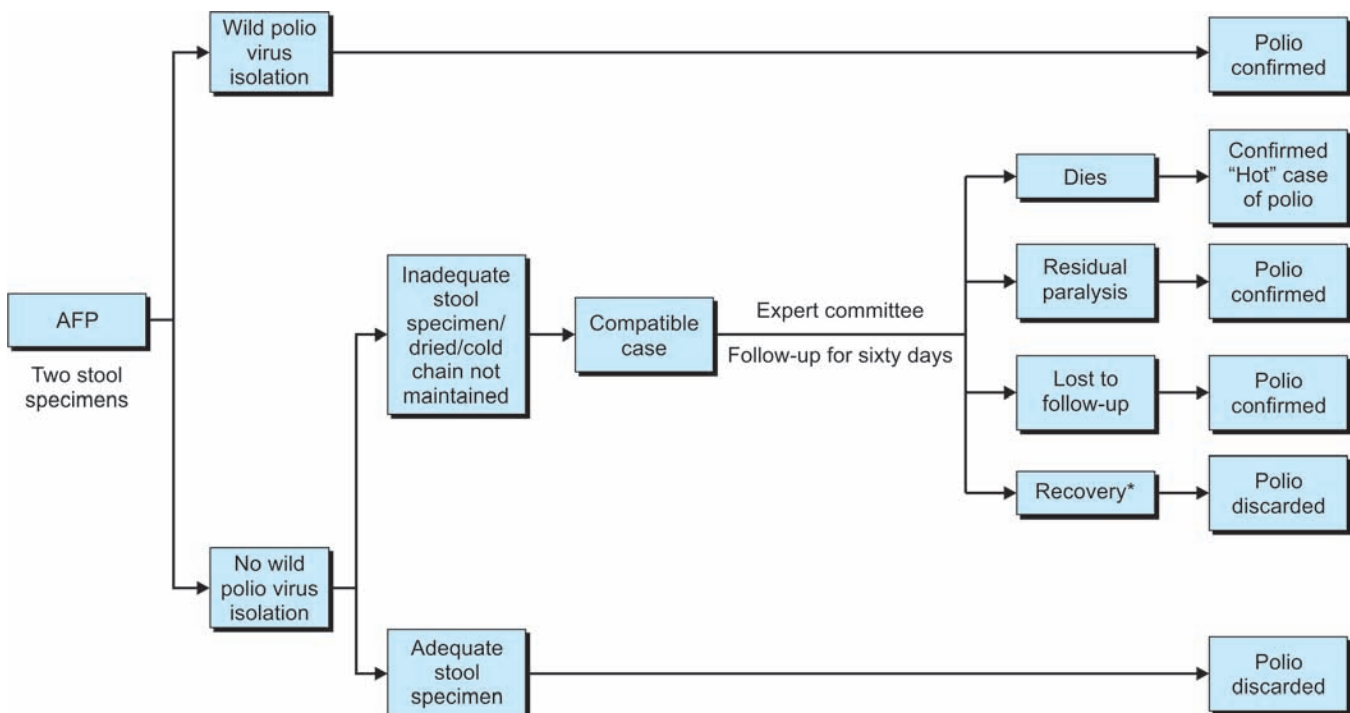 Wild polio
virus
isolation
Polio
confirmed
Dies
Confirmed
“Hot” case
of polio
Inadequate
stool
specimen/
dried/cold
chain not
maintained
Compatible
case
Expert committee
Follow-up for sixty days
Residual
paralysis
Polio
confirmed
AFP
Two stool
specimens
Lost to
follow-up
Polio
confirmed
Recovery*
Polio
discarded
No wild
polio virus
isolation
Adequate
stool
specimen
Polio
discarded